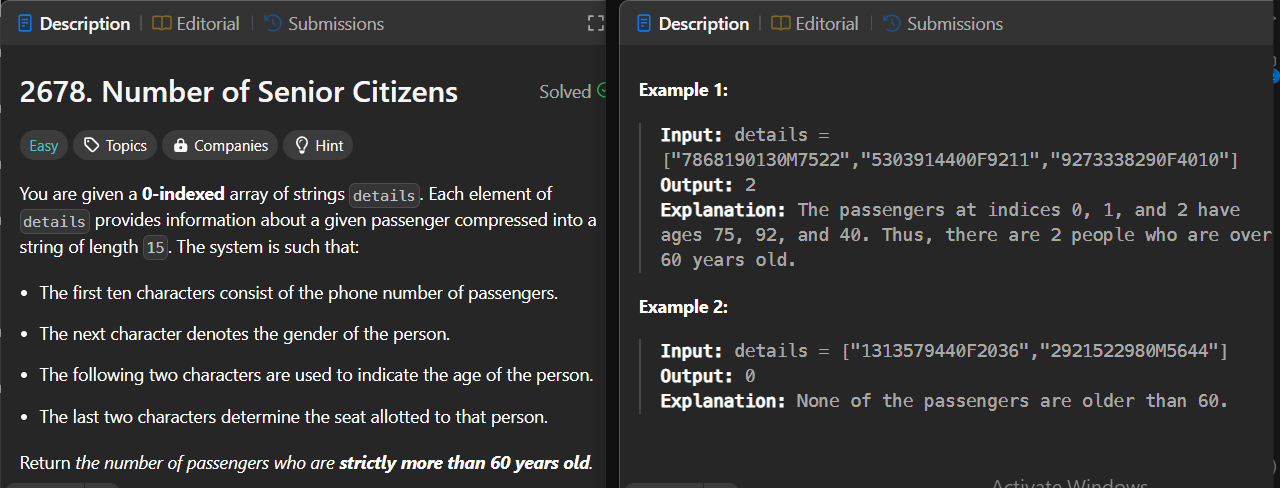 Description
Editorial
Submissions
2678. Number of Senior Citizens
Solved
Easy
Topics
Companies
Hint
You are given a 0-indexed array of strings details. Each element of
details provides information about a given passenger compressed into a
string of length 15. The system is such that:
• The first ten characters consist of the phone number of passengers.
• The next character denotes the gender of the person.
• The following two characters are used to indicate the age of the person.
• The last two characters determine the seat allotted to that person.
Return the number of passengers who are strictly more than 60 years old.
Description
Editorial
Submissions
Example 1:
Input: details =
["7868190130M7522","5303914400F9211","9273338290F4010"]
Output: 2
Explanation: The passengers at indices 0, 1, and 2 have
ages 75, 92, and 40. Thus, there are 2 people who are over
60 years old.
Example 2:
Input: details = ["1313579440F2036","2921522980M5644"]
Output: 0
Explanation: None of the passengers are older than 60.
Activate Windows